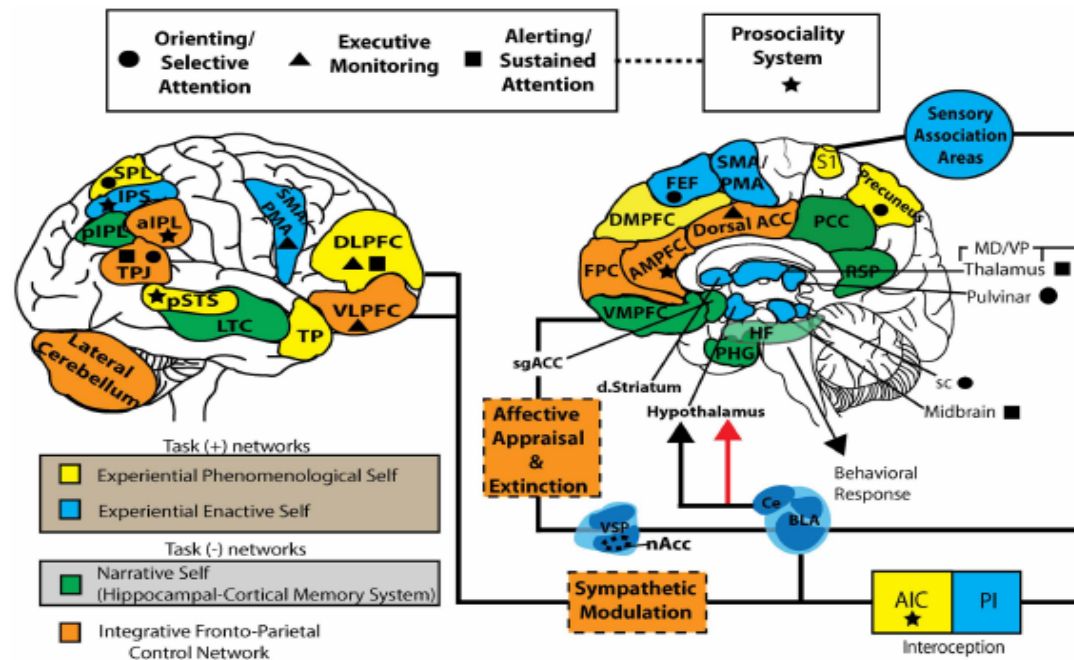 Orienting/
Selective
Attention
Executive
Monitoring
Alerting/
Sustained
Attention
Prosociality
System
SPL
IPS
aIPL
pIPL
TPJ
pSTS
LTC
TP
SMA/
PMA
DLPFC
VLPFC
Lateral
Cerebellum
Sensory
Association
Areas
S1
SMA/
PMA
FEF
DMPFC
Precuneus
Dorsal ACC
PCC
AMPFC
FPC
RSP
VMPFC
HF
PHG
MD/VP
Thalamus
Pulvinar
sc
Midbrain
sgACC
d.Striatum
Hypothalamus
Behavioral
Response
Affective
Appraisal
&
Extinction
Ce
BLA
VSP
nAcc
Sympathetic
Modulation
AIC
PI
Interoception
Task (+) networks
Experiential Phenomenological Self
Experiential Enactive Self
Task (-) networks
Narrative Self
(Hippocampal-Cortical Memory System)
Integrative Fronto-Parietal
Control Network